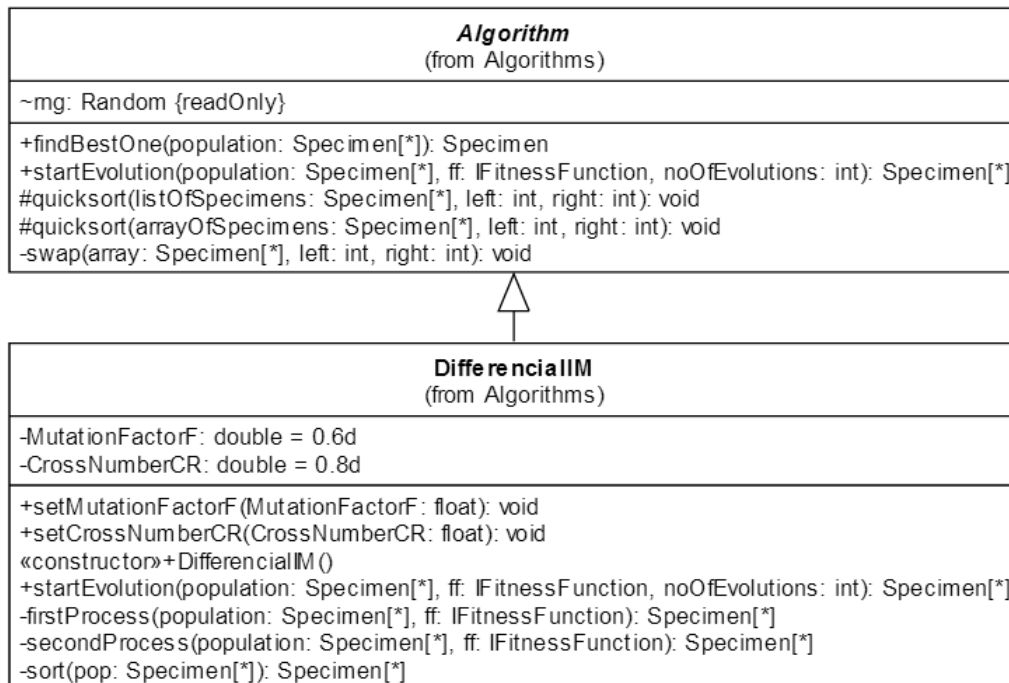 Algorithm
(from Algorithms)
~rng: Random {readOnly}
+findBestOne(population: Specimen[*]): Specimen
+startEvolution(population: Specimen[*], ff: IFitnessFunction, noOfEvolutions: int): Specimen[*]
#quicksort(listOfSpecimens: Specimen[*], left: int, right: int): void
#quicksort(arrayOfSpecimens: Specimen[*], left: int, right: int): void
-swap(array: Specimen[*], left: int, right: int): void
DifferencialIM
(from Algorithms)
-MutationFactorF: double = 0.6d
-CrossNumberCR: double = 0.8d
+setMutationFactorF(MutationFactorF: float): void
+setCrossNumberCR(CrossNumberCR: float): void
«constructor»+DifferencialIM()
+startEvolution(population: Specimen[*], ff: IFitnessFunction, noOfEvolutions: int): Specimen[*]
-firstProcess(population: Specimen[*], ff: IFitnessFunction): Specimen[*]
-secondProcess(population: Specimen[*], ff: IFitnessFunction): Specimen[*]
-sort(pop: Specimen[*]): Specimen[*]